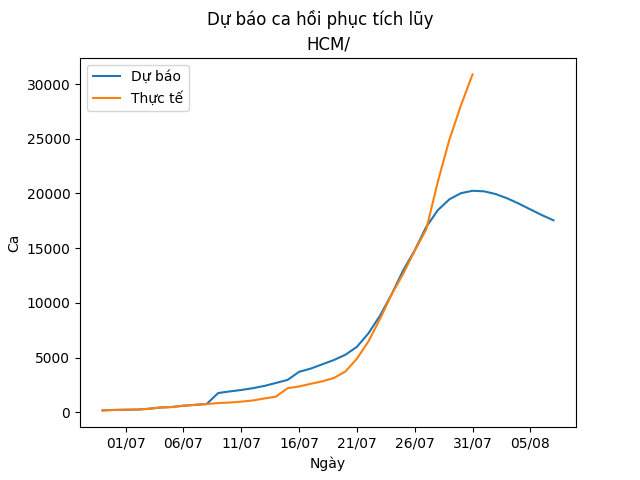 Dự báo ca hồi phục tích lũy
HCM/
Dự báo
Thực tế
30000
25000
20000
15000
10000
5000
0
Ca
01/07 06/07 11/07 16/07 21/07 26/07 31/07 05/08
Ngày